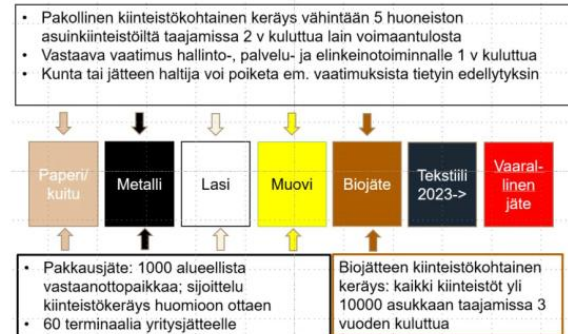 • Pakollinen kiinteistökohtainen keräys vähintään 5 huoneiston
asuinkiinteistöiltä taajamissa 2 v kuluttua lain voimaantulosta
• Vastaava vaatimus hallinto-, palvelu- ja elinkeinotoiminnalle 1 v kuluttua
• Kunta tai jätteen haltija voi poiketa em. vaatimuksista tietyin edellytyksin
Paperi/
kuitu
Metalli
Lasi
Muovi
Biojäte
Tekstiili
2023->
Vaaral-
linen
jäte
• Pakkausjäte: 1000 alueellista
vastaanottopaikkaa; sijoittelu
kiinteistökeräys huomioon ottaen
• 60 terminaalia yritysjätteelle
Biojätteen kiinteistökohtainen
keräys: kaikki kiinteistöt yli
10000 asukkaan taajamissa 3
vuoden kuluttua